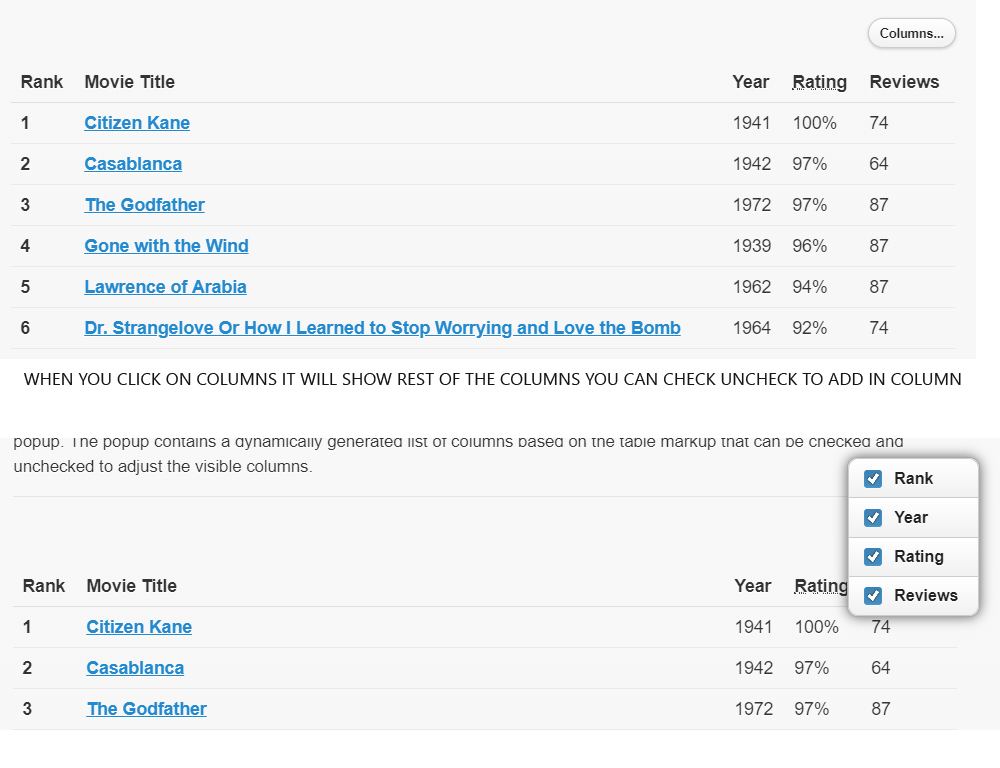 Columns...
Rank Movie Title Year Rating Reviews
1 Citizen Kane 1941 100% 74
2 Casablanca 1942 97% 64
3 The Godfather 1972 97% 87
4 Gone with the Wind 1939 96% 87
5 Lawrence of Arabia 1962 94% 87
6 Dr. Strangelove Or How I Learned to Stop Worrying and Love the Bomb 1964 92% 74
WHEN YOU CLICK ON COLUMNS IT WILL SHOW REST OF THE COLUMNS YOU CAN CHECK UNCHECK TO ADD IN COLUMN
popup. The popup contains a dynamically generated list of columns based on the table markup that can be checked and
unchecked to adjust the visible columns.
Rank
Year
Rating
Reviews
Rank Movie Title Year Rating
1 Citizen Kane 1941 100% 74
2 Casablanca 1942 97% 64
3 The Godfather 1972 97% 87